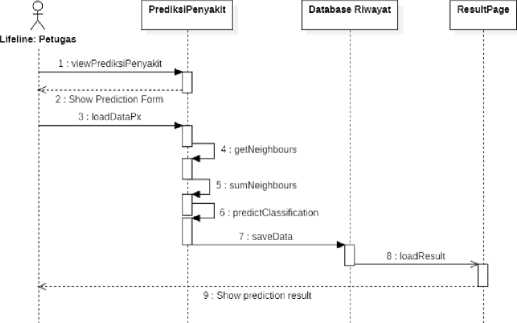 PrediksiPenyakit
Database Riwayat
ResultPage
Lifeline: Petugas
1 : viewPrediksiPenyakit
2 : Show Prediction Form
3 : loadDataPx
4 : getNeighbours
5 : sumNeighbours
6 : predictClassification
7 : saveData
8 : loadResult
9 : Show prediction result